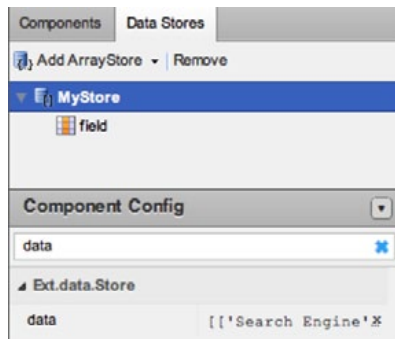 Components Data Stores
Add ArrayStore Remove
MyStore
field
Component Config
data
Ext.data.Store
data [['Search Engine'